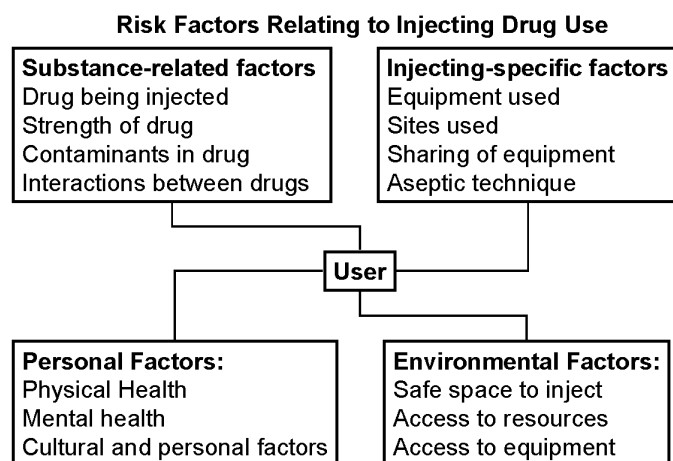 Risk Factors Relating to Injecting Drug Use
Substance-related factors
Drug being injected
Strength of drug
Contaminants in drug
Interactions between drugs
Injecting-specific factors
Equipment used
Sites used
Sharing of equipment
Aseptic technique
User
Personal Factors:
Physical Health
Mental health
Cultural and personal factors
Environmental Factors:
Safe space to inject
Access to resources
Access to equipment